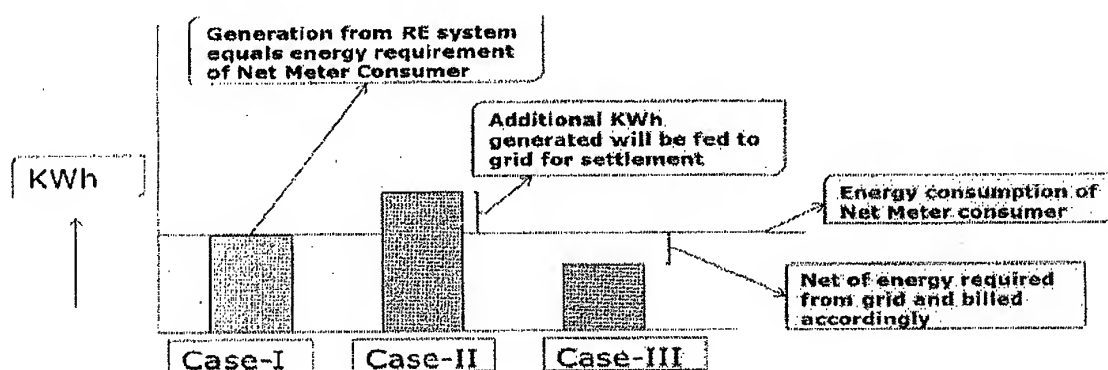 Generation from RE system
equals energy requirement
of Net Meter Consumer
Additional KWh
generated will be fed to
grid for settlement
KWh
Energy consumption of
Net Meter consumer
Net of energy required
from grid and billed
accordingly
Case-I
Case-II
Case-III